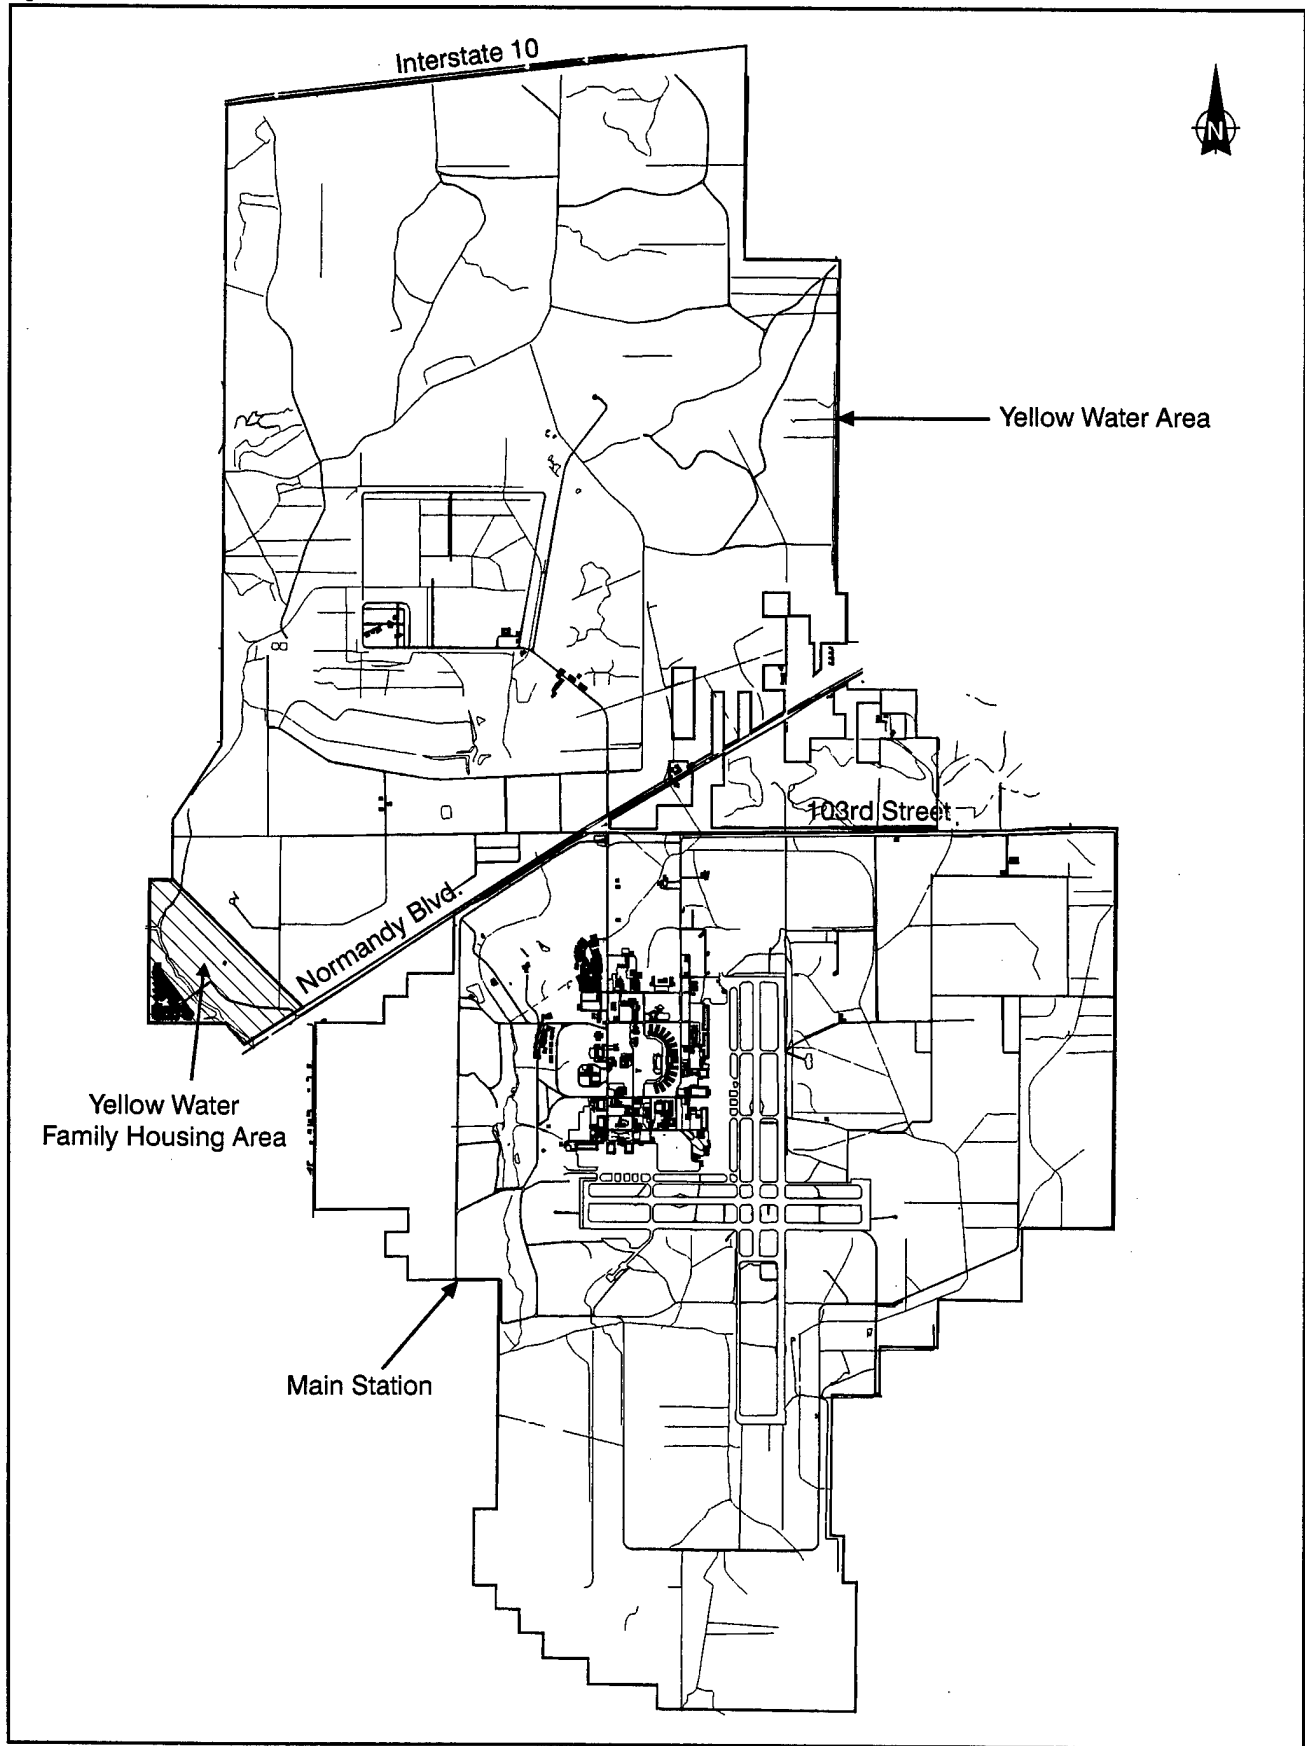 Interstate 10
N
Yellow Water Area
103rd Street
Normandy Blvd.
Yellow Water
Family Housing Area
Main Station